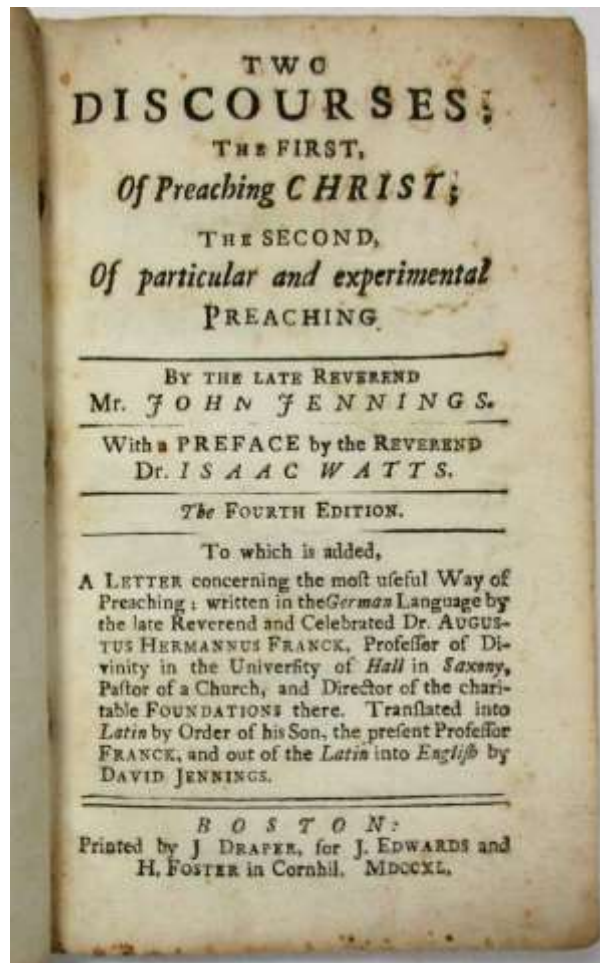 TWO
DISCOURSES;
THE FIRST,
Of Preaching CHRIST;
THE SECOND,
Of particular and experimental
PREACHING
BY THE LATE REVEREND
Mr. JOHN JENNINGS.
With a PREFACE by the REVEREND
Dr. ISAAC WATTS.
The FOURTH EDITION.
To which is added,
A LETTER concerning the moſt uſeful Way of
Preaching; written in the German Language by
the late Reverend and Celebrated Dr. AUGUS-
TUS HERMANNUS FRANCK, Profeſſor of Di-
vinity in the Univerſity of Hall in Saxony,
Paſtor of a Church, and Director of the chari-
table FOUNDATIONS there. Tranſlated into
Latin by Order of his Son, the preſent Profeſſor
FRANCK, and out of the Latin into Engliſh by
DAVID JENNINGS.
BOSTON:
Printed by J DRAPER, for J. EDWARDS and
H. FOSTER in Cornhil. MDCCXL.